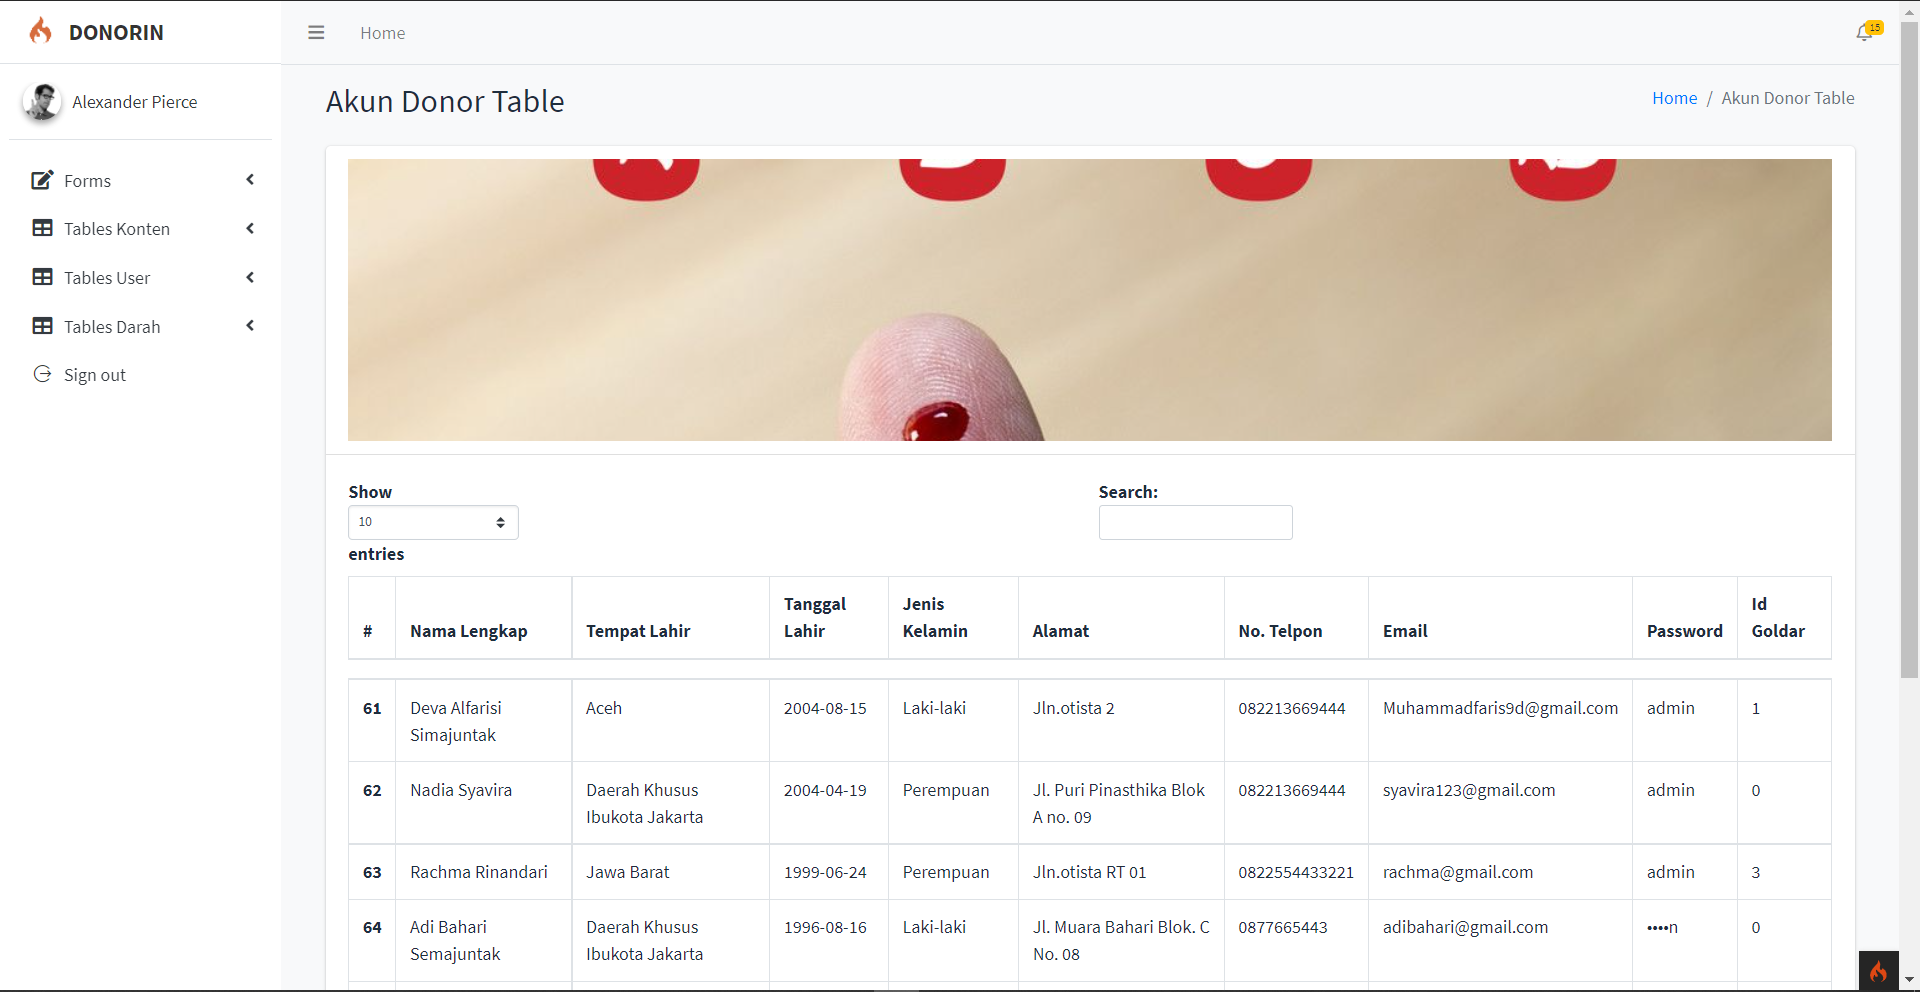 DONORIN
Home
15
Alexander Pierce
Forms
Tables Konten
Tables User
Tables Darah
Sign out
Akun Donor Table
Home / Akun Donor Table
Show
10
entries
Search:
# Nama Lengkap Tempat Lahir Tanggal Lahir Jenis Kelamin Alamat No. Telpon Email Password Id Goldar
61 Deva Alfarisi Simajuntak Aceh 2004-08-15 Laki-laki Jln.otista 2 082213669444 Muhammadfaris9d@gmail.com admin 1
62 Nadia Syavira Daerah Khusus Ibukota Jakarta 2004-04-19 Perempuan Jl. Puri Pinasthika Blok A no. 09 082213669444 syavira123@gmail.com admin 0
63 Rachma Rinandari Jawa Barat 1999-06-24 Perempuan Jln.otista RT 01 0822554433221 rachma@gmail.com admin 3
64 Adi Bahari Semajuntak Daerah Khusus Ibukota Jakarta 1996-08-16 Laki-laki Jl. Muara Bahari Blok. C No. 08 0877665443 adibahari@gmail.com ••••n 0